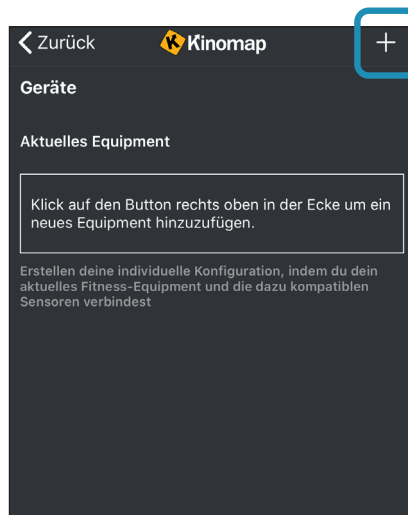 Zurück Kinomap +
Geräte
Aktuelles Equipment
Klick auf den Button rechts oben in der Ecke um ein
neues Equipment hinzuzufügen.
Erstellen deine individuelle Konfiguration, indem du dein
aktuelles Fitness-Equipment und die dazu kompatiblen
Sensoren verbindest